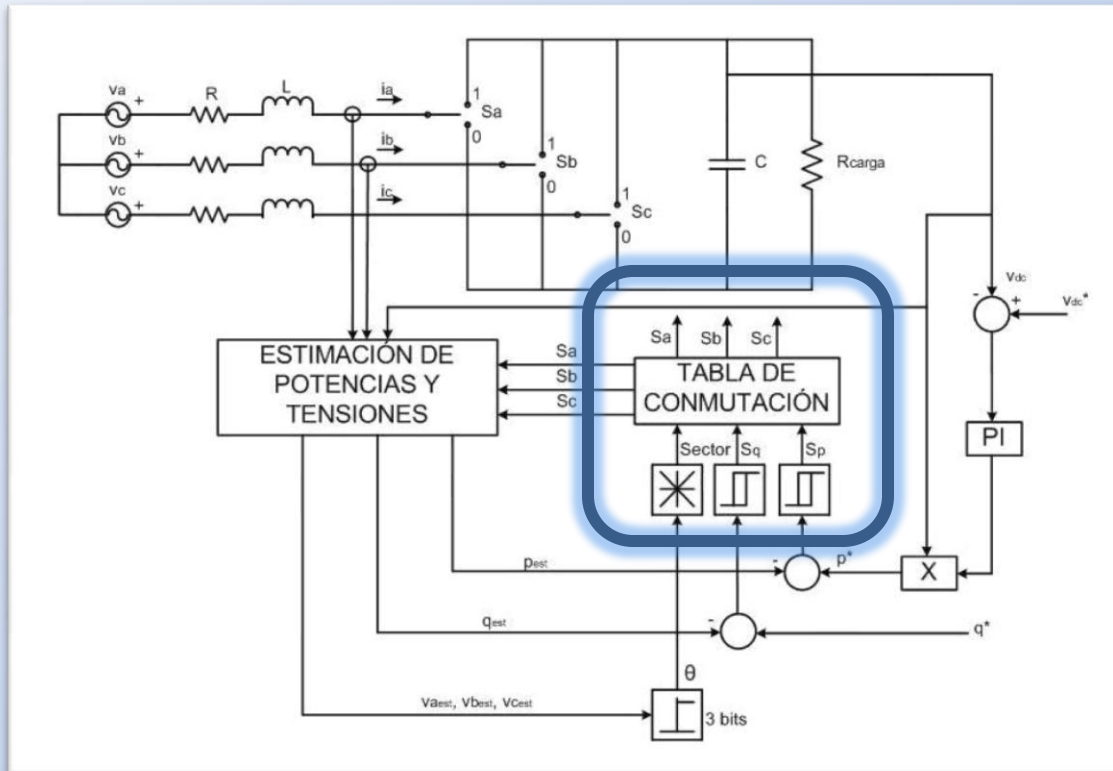 va
+
R
L
ia
1
Sa
0
vb
+
ib
1
Sb
0
vc
+
ic
1
Sc
0
C
Rcarga
vdc
-
+
vdc*
ESTIMACIÓN DE
POTENCIAS Y
TENSIONES
Sa
Sb
Sc
Sa
Sb
Sc
TABLA DE
CONMUTACIÓN
PI
Sector
Sq
Sp
pest
-
p*
X
qest
-
q*
θ
vaest, vbest, vcest
3 bits